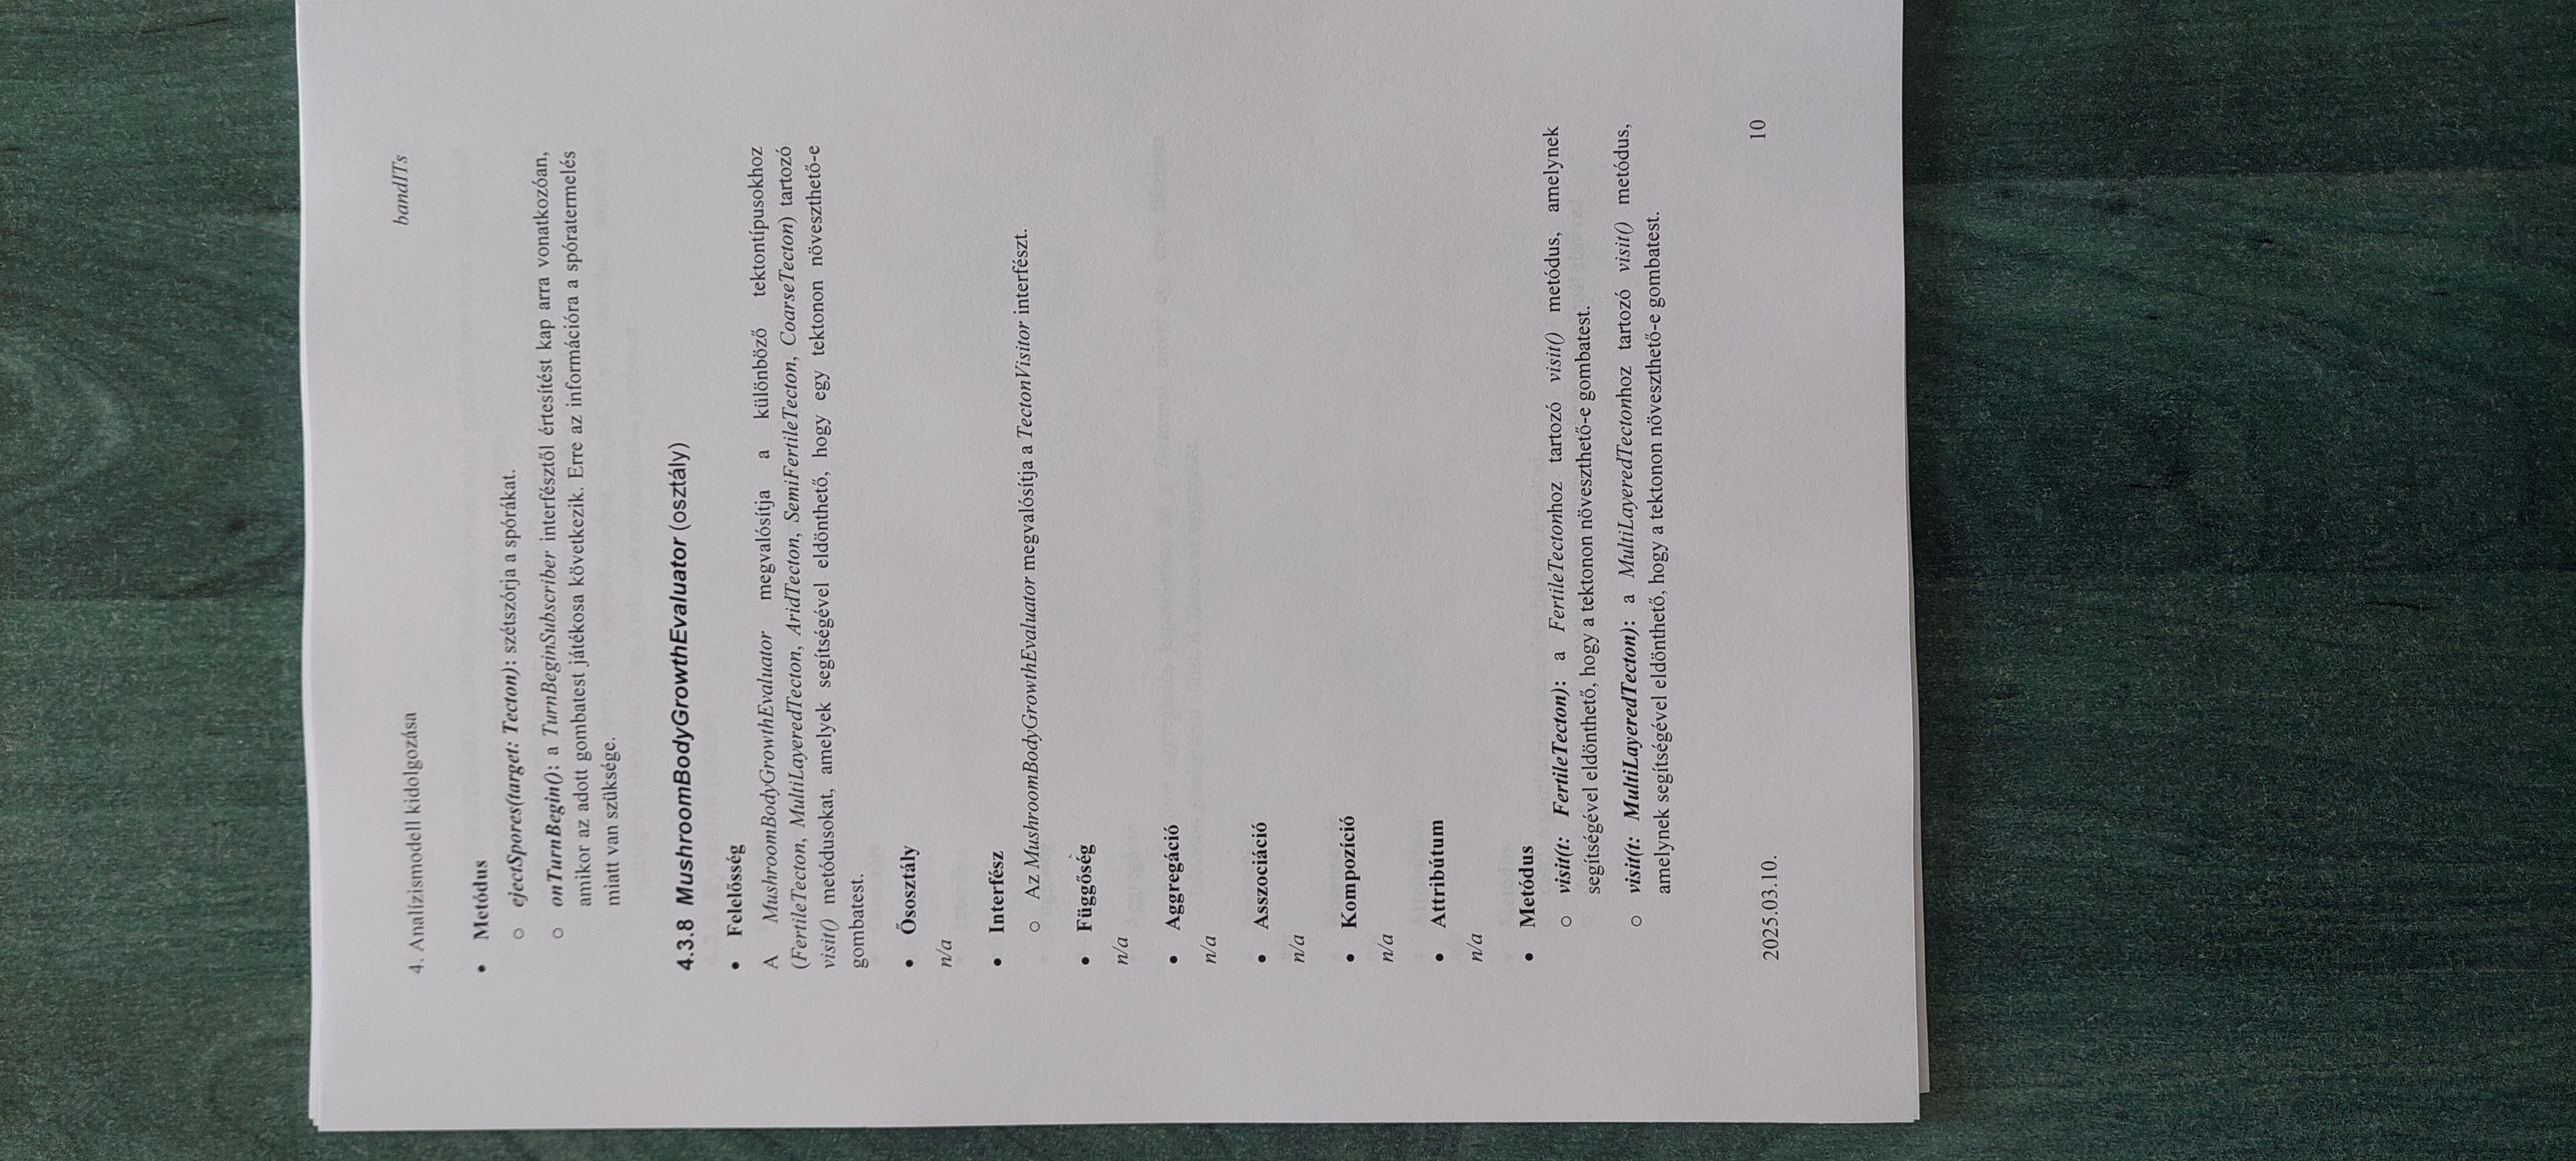 4. Analízismodell kidolgozása
bandITs
• Metódus
○ ejectSpores(target: Tecton): szétszórja a spórákat.
○ onTurnBegin(): a TurnBeginSubscriber interfésztől értesítést kap arra vonatkozóan,
amikor az adott gombatest játékosa következik. Erre az információra a spóratermelés
miatt van szüksége.
4.3.8 MushroomBodyGrowthEvaluator (osztály)
• Felelősség
A MushroomBodyGrowthEvaluator megvalósítja a különböző tektontípusokhoz
(FertileTecton, MultiLayeredTecton, AridTecton, SemiFertileTecton, CoarseTecton) tartozó
visit() metódusokat, amelyek segítségével eldönthető, hogy egy tektonon növeszthető-e
gombatest.
• Ősosztály
n/a
• Interfész
○ Az MushroomBodyGrowthEvaluator megvalósítja a TectonVisitor interfészt.
• Függőség
n/a
• Aggregáció
n/a
• Asszociáció
n/a
• Kompozíció
n/a
• Attribútum
n/a
• Metódus
○ visit(t: FertileTecton): a FertileTectonhoz tartozó visit() metódus, amelynek
segítségével eldönthető, hogy a tektonon növeszthető-e gombatest.
○ visit(t: MultiLayeredTecton): a MultiLayeredTectonhoz tartozó visit() metódus,
amelynek segítségével eldönthető, hogy a tektonon növeszthető-e gombatest.
2025.03.10.
10